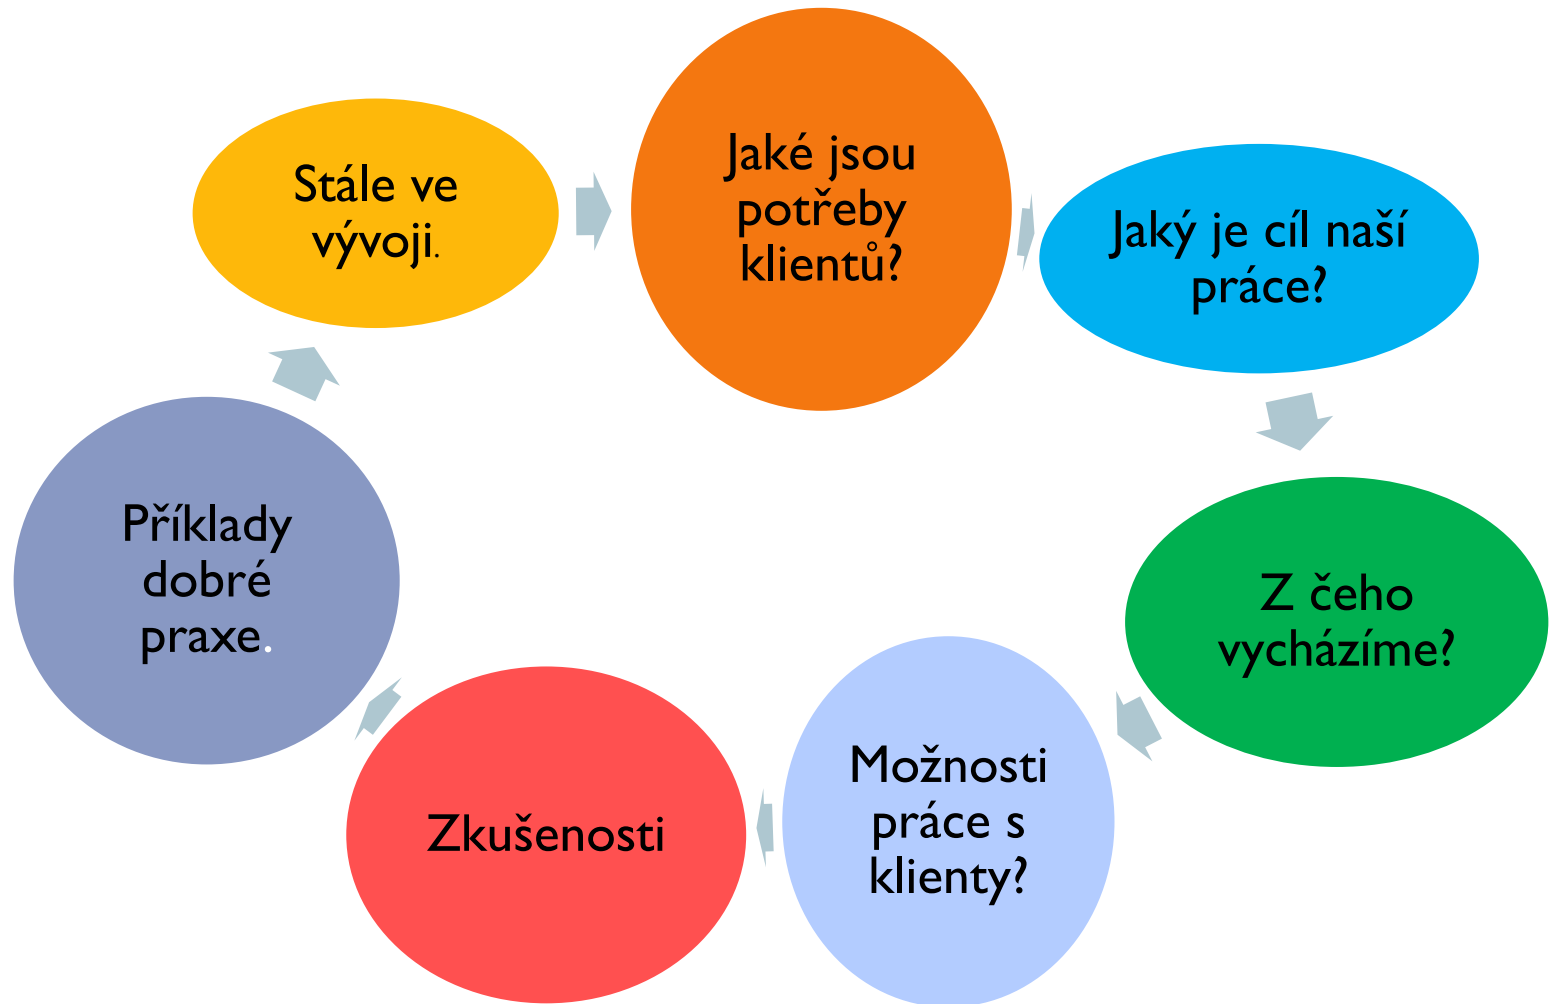 Jaké jsou
potřeby
klientů?
Jaký je cíl naší
práce?
Z čeho
vycházíme?
Možnosti
práce s
klienty?
Zkušenosti
Příklady
dobré
praxe.
Stále ve
vývoji.